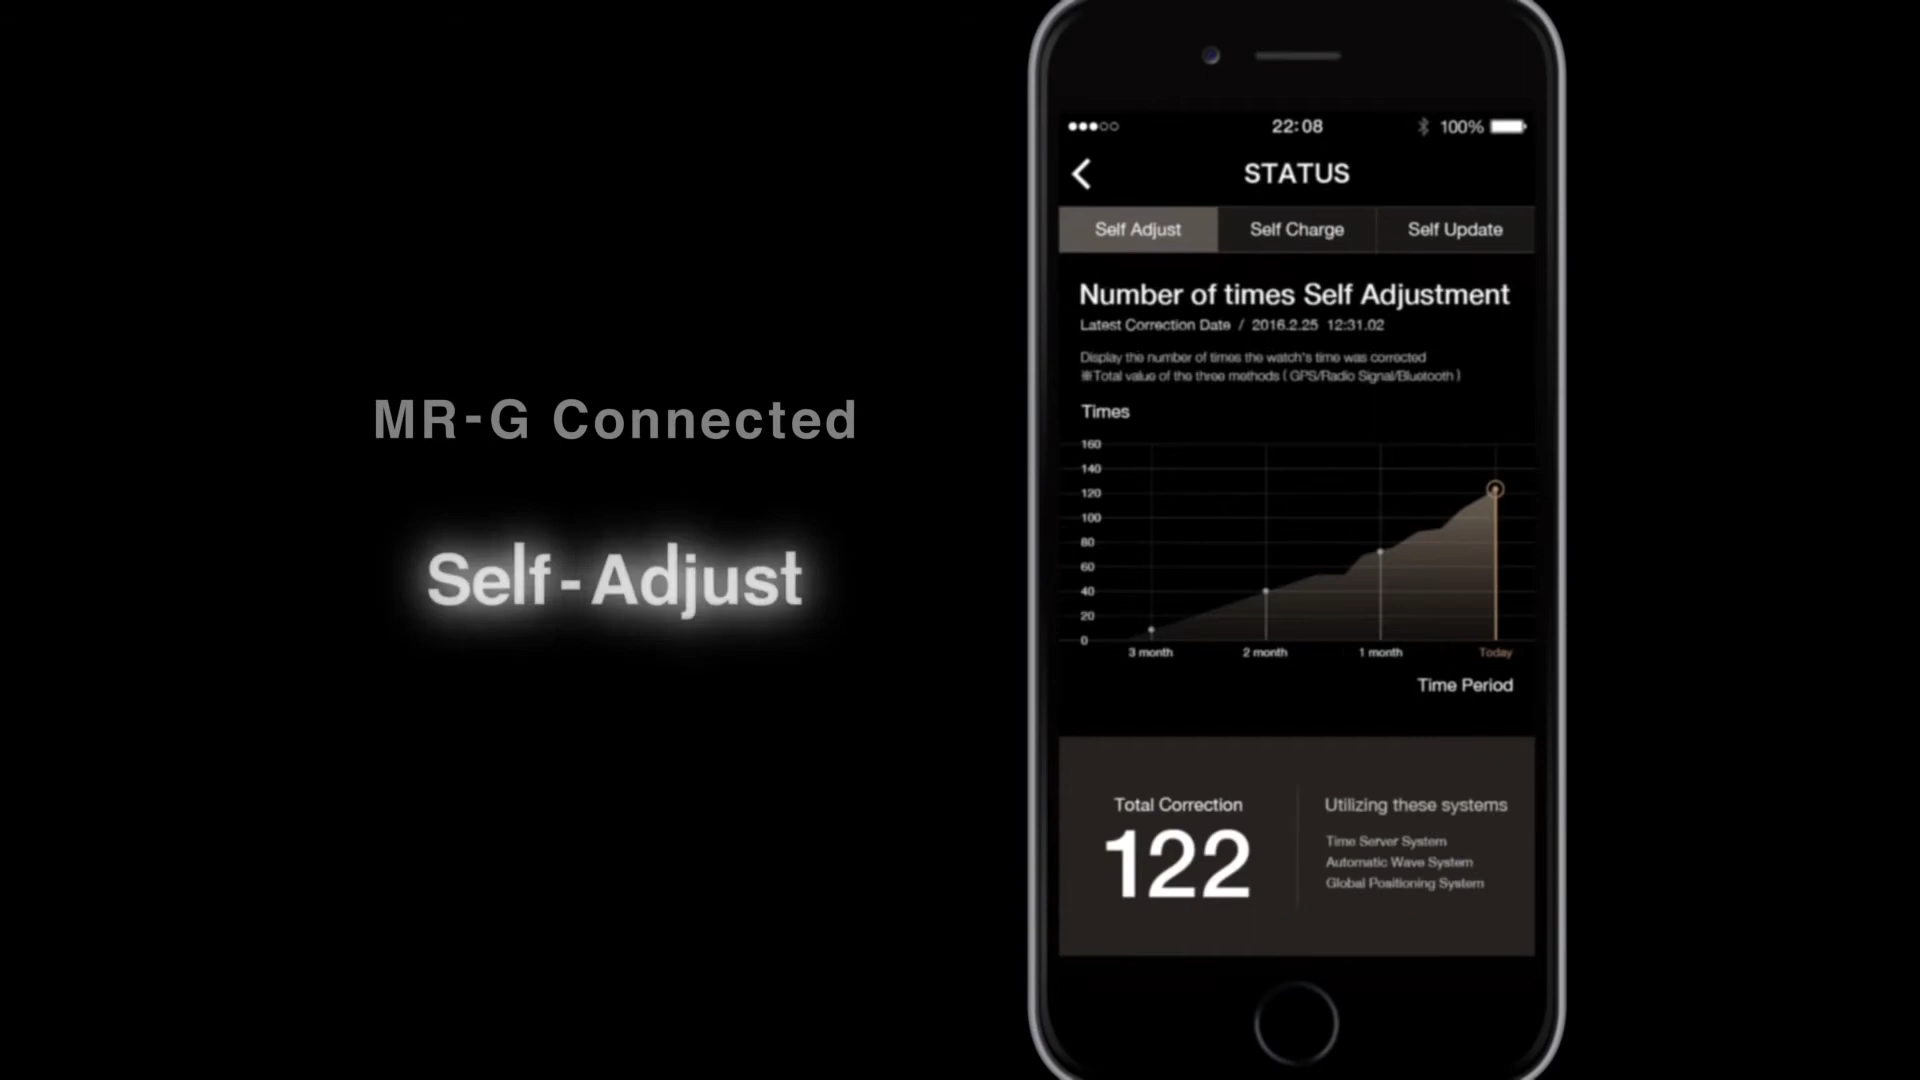 MR-G Connected
Self-Adjust
22:08
100%
STATUS
Self Adjust
Self Charge
Self Update
Number of times Self Adjustment
Latest Correction Date / 2016.2.25 12:31.02
Display the number of times the watch's time was corrected
※Total value of the three methods ( GPS/Radio Signal/Bluetooth )
Times
160
140
120
100
80
60
40
20
0
3 month
2 month
1 month
Today
Time Period
Total Correction
122
Utilizing these systems
Time Server System
Automatic Wave System
Global Positioning System